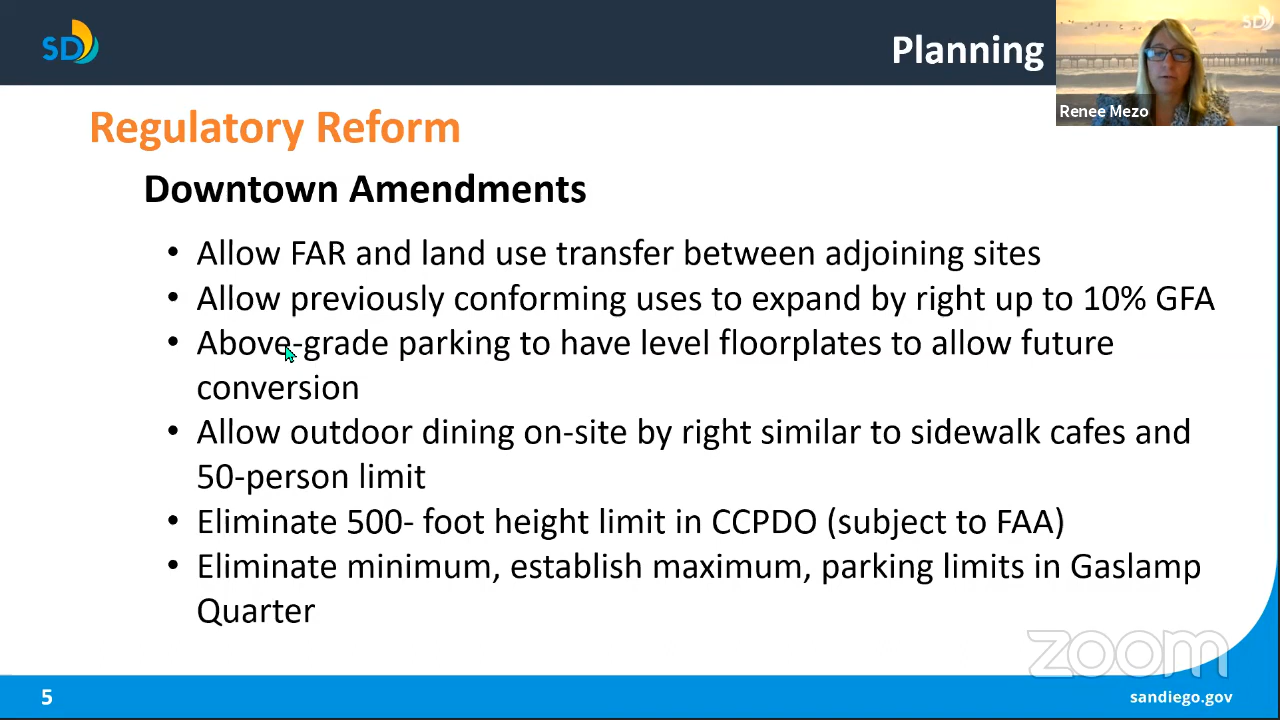 SD
Planning
SD
Renee Mezo
Regulatory Reform
Downtown Amendments
• Allow FAR and land use transfer between adjoining sites
• Allow previously conforming uses to expand by right up to 10% GFA
• Above-grade parking to have level floorplates to allow future
conversion
• Allow outdoor dining on-site by right similar to sidewalk cafes and
50-person limit
• Eliminate 500- foot height limit in CCPDO (subject to FAA)
• Eliminate minimum, establish maximum, parking limits in Gaslamp
Quarter
zoom
5
sandiego.gov